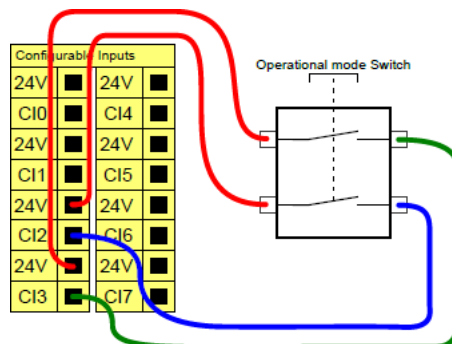 Configurable Inputs
Operational mode Switch
24V 24V
CI0 CI4
24V 24V
CI1 CI5
24V 24V
CI2 CI6
24V 24V
CI3 CI7